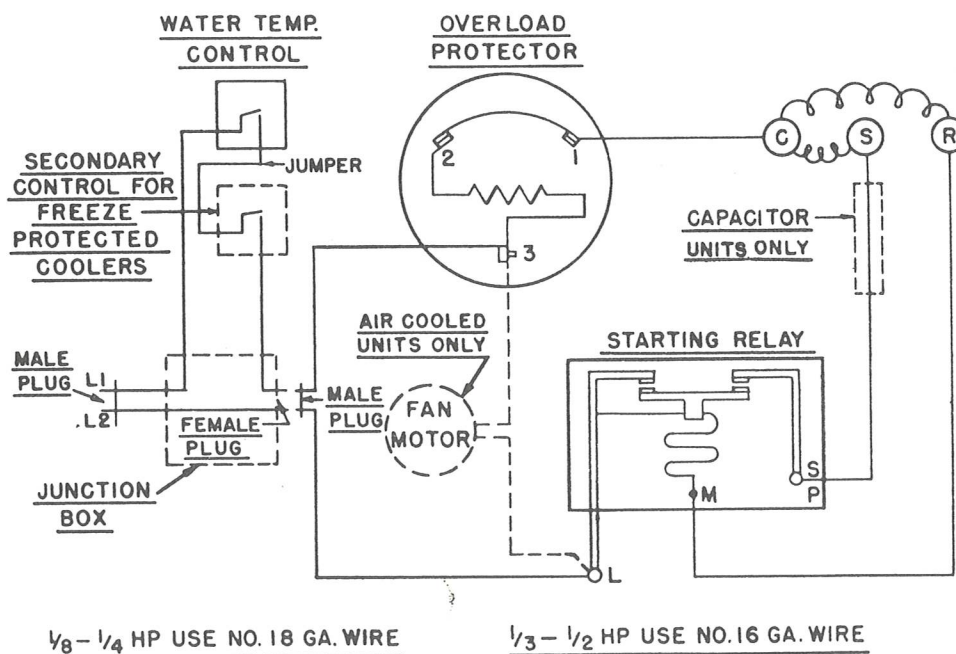 WATER TEMP.
CONTROL
OVERLOAD
PROTECTOR
2
1
C
S
R
JUMPER
SECONDARY
CONTROL FOR
FREEZE
PROTECTED
COOLERS
3
CAPACITOR
UNITS ONLY
AIR COOLED
UNITS ONLY
STARTING RELAY
MALE
PLUG
L1
.L2
MALE
PLUG
FEMALE
PLUG
FAN
MOTOR
JUNCTION
BOX
S
P
M
L
1/8 – 1/4 HP USE NO. 18 GA. WIRE
1/3 – 1/2 HP USE NO. 16 GA. WIRE